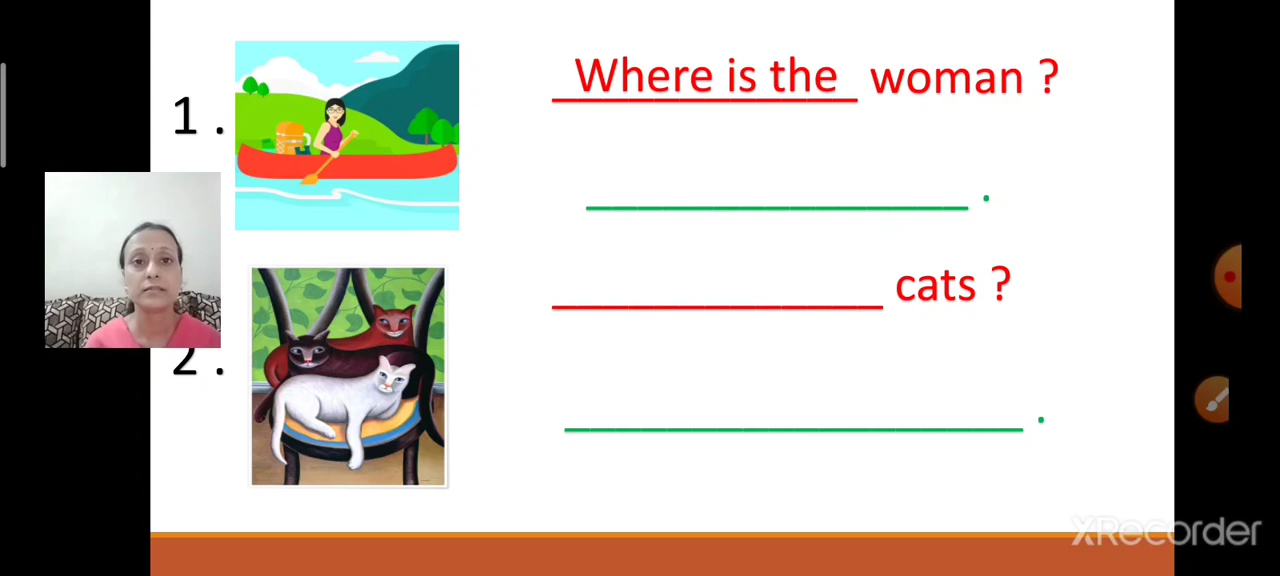 1 .
Where is the woman ?
.
2 .
cats ?
.
XRecorder